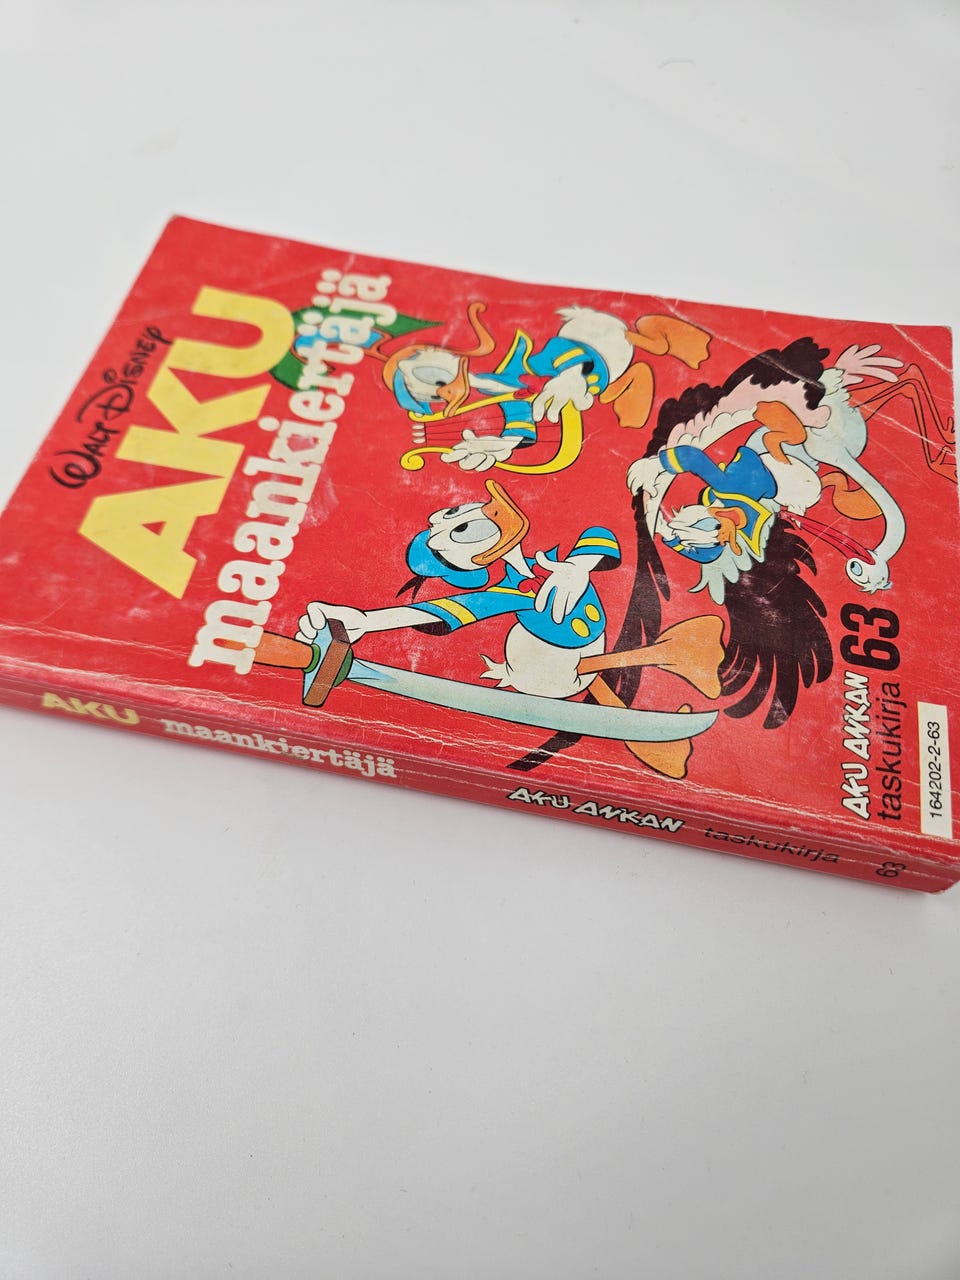 WALT DISNEY
AKU
maankiertäjä
AKU ANKAN
taskukirja 63
164202-2-63
AKU maankiertäjä AKU ANKAN taskukirja 63